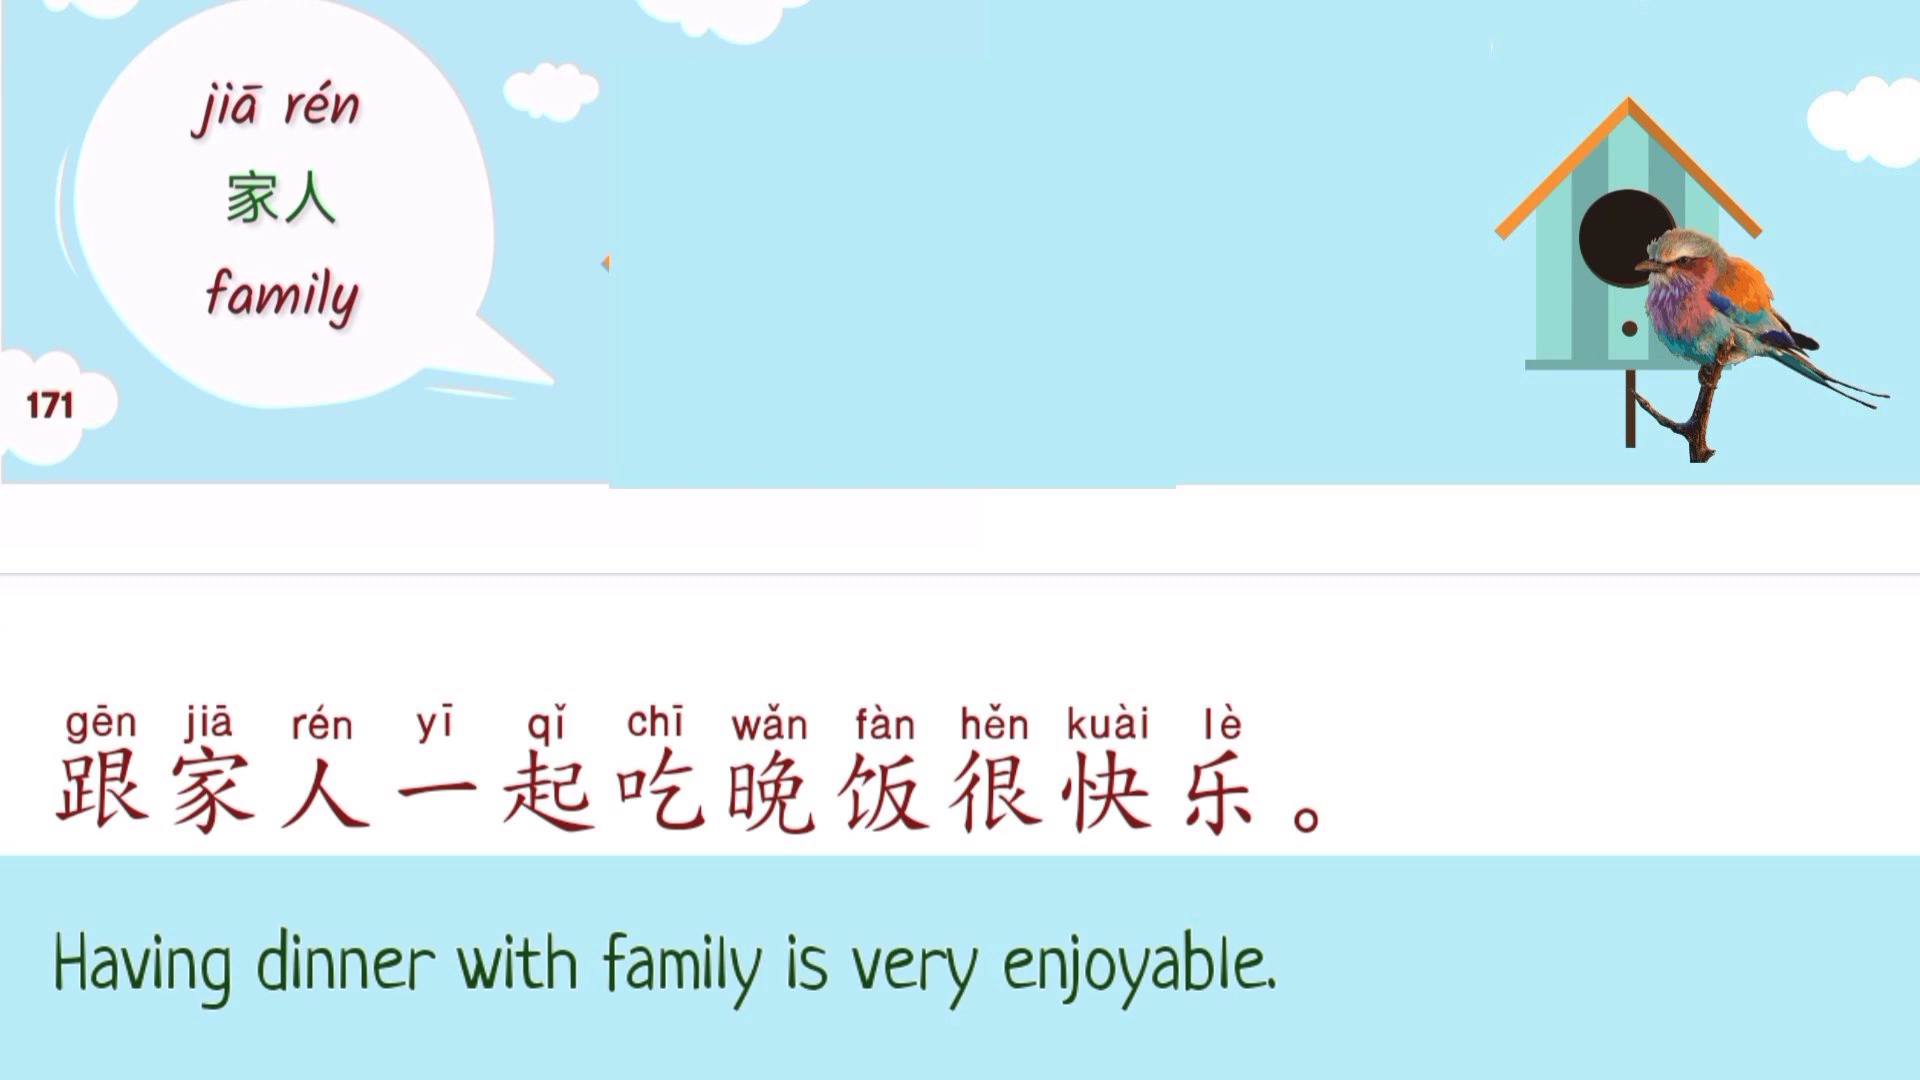 jiā rén
家人
family
171
gēn jiā rén yī qǐ chī wǎn fàn hěn kuài lè
跟家人一起吃晚饭很快乐。
Having dinner with family is very enjoyable.